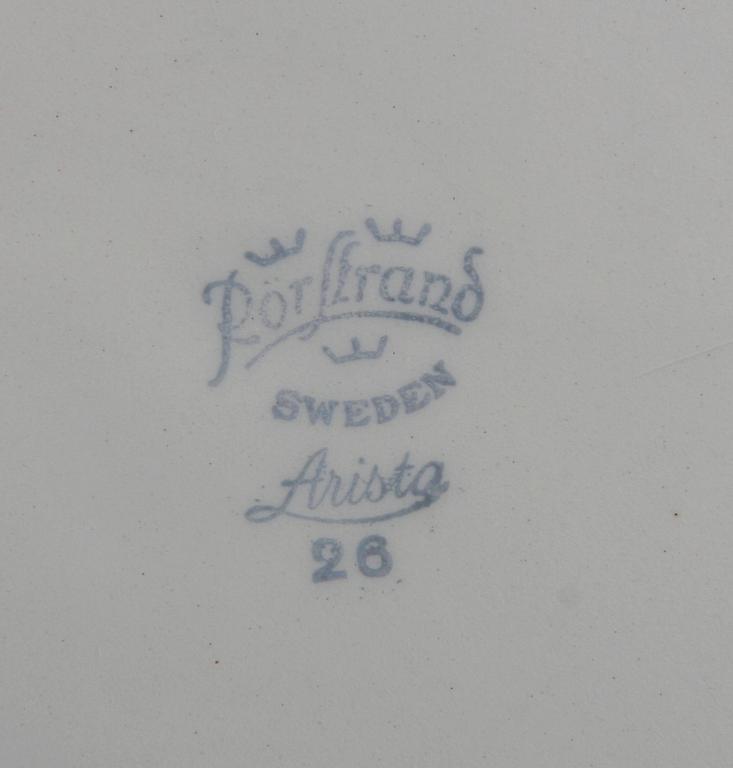 Rörstrand
SWEDEN
Arista
26